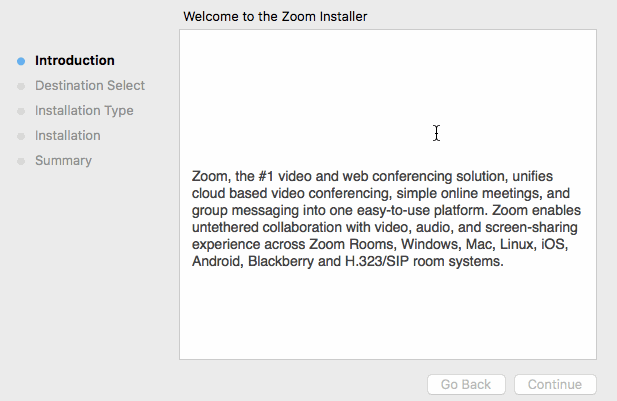 Welcome to the Zoom Installer
Introduction
Destination Select
Installation Type
Installation
Summary
Zoom, the #1 video and web conferencing solution, unifies
cloud based video conferencing, simple online meetings, and
group messaging into one easy-to-use platform. Zoom enables
untethered collaboration with video, audio, and screen-sharing
experience across Zoom Rooms, Windows, Mac, Linux, iOS,
Android, Blackberry and H.323/SIP room systems.
Go Back
Continue